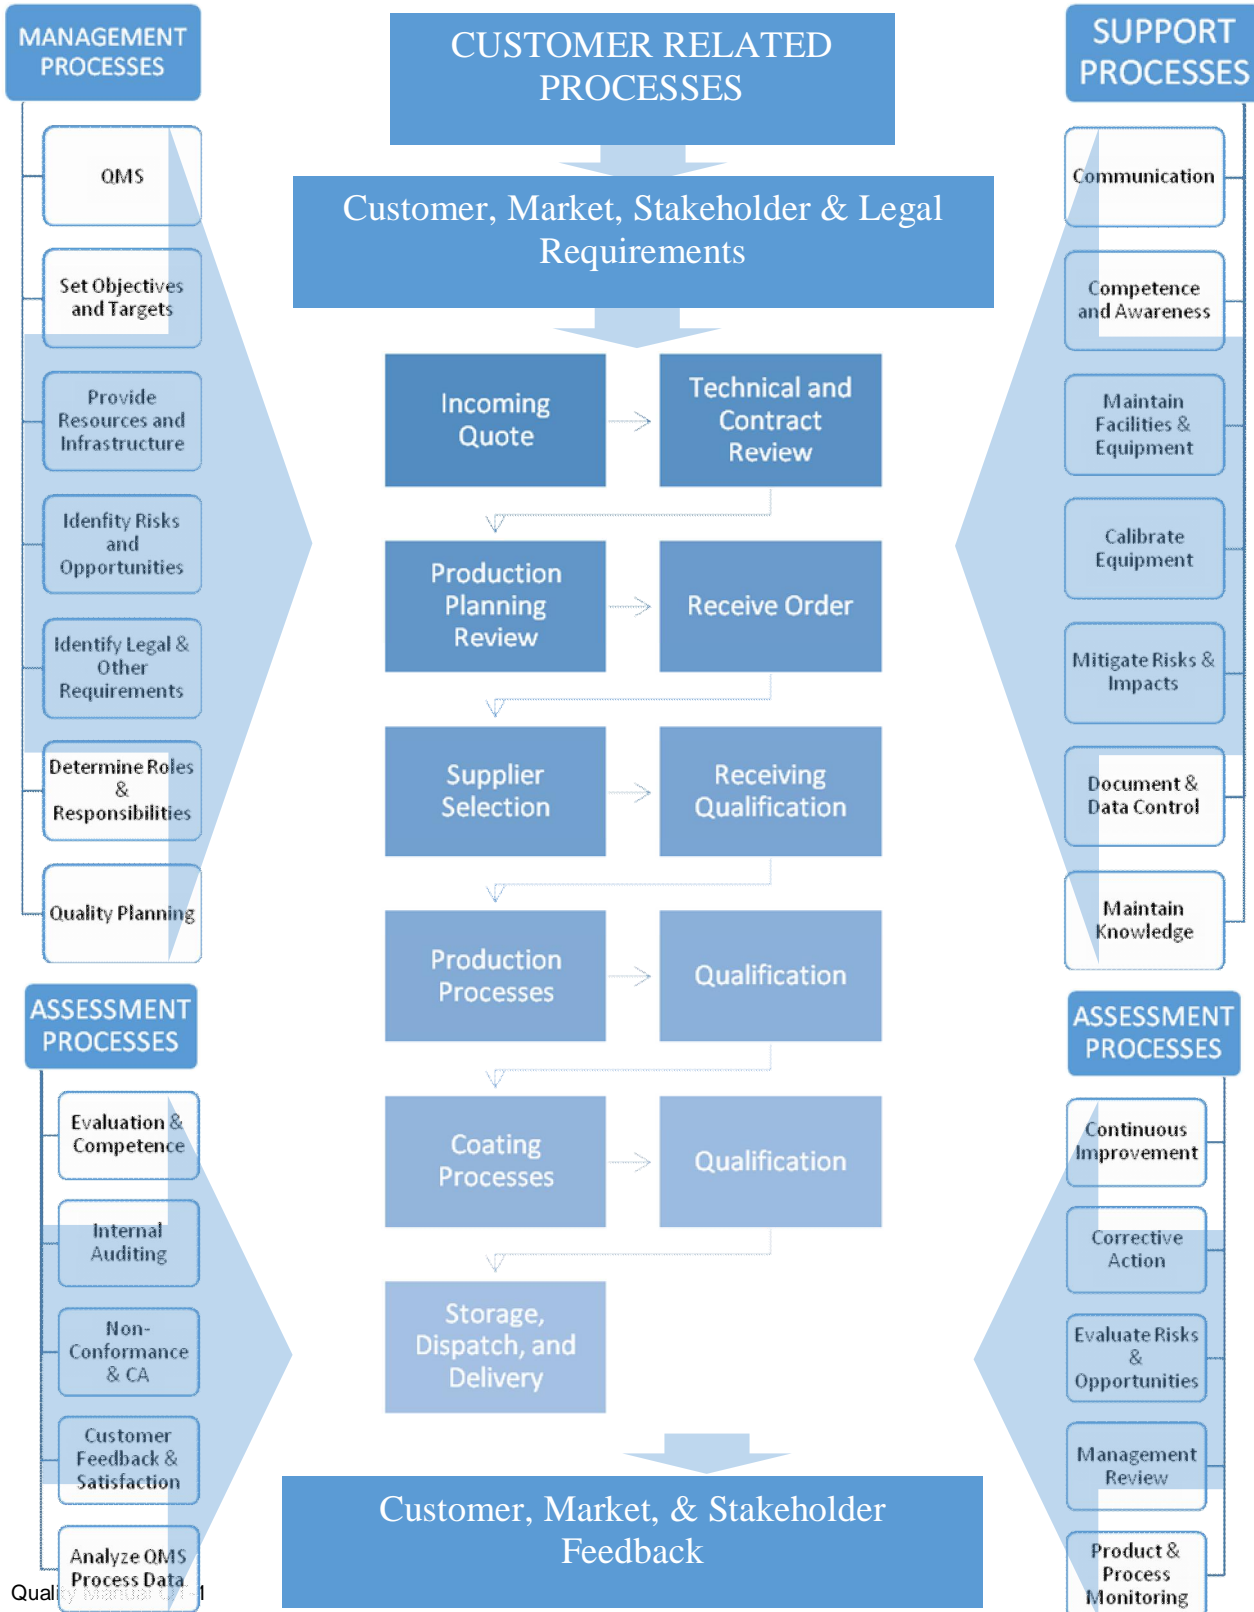 MANAGEMENT
PROCESSES
QMS
Set Objectives
and Targets
Provide
Resources and
Infrastructure
Idenfity Risks
and
Opportunities
Identify Legal &
Other
Requirements
Determine Roles
&
Responsibilities
Quality Planning
ASSESSMENT
PROCESSES
Evaluation &
Competence
Internal
Auditing
Non-
Conformance
& CA
Customer
Feedback &
Satisfaction
Analyze QMS
Process Data
CUSTOMER RELATED
PROCESSES
Customer, Market, Stakeholder & Legal
Requirements
Incoming
Quote
Technical and
Contract
Review
Production
Planning
Review
Receive Order
Supplier
Selection
Receiving
Qualification
Production
Processes
Qualification
Coating
Processes
Qualification
Storage,
Dispatch, and
Delivery
Customer, Market, & Stakeholder
Feedback
SUPPORT
PROCESSES
Communication
Competence
and Awareness
Maintain
Facilities &
Equipment
Calibrate
Equipment
Mitigate Risks &
Impacts
Document &
Data Control
Maintain
Knowledge
ASSESSMENT
PROCESSES
Continuous
Improvement
Corrective
Action
Evaluate Risks
&
Opportunities
Management
Review
Product &
Process
Monitoring
Quality Manual